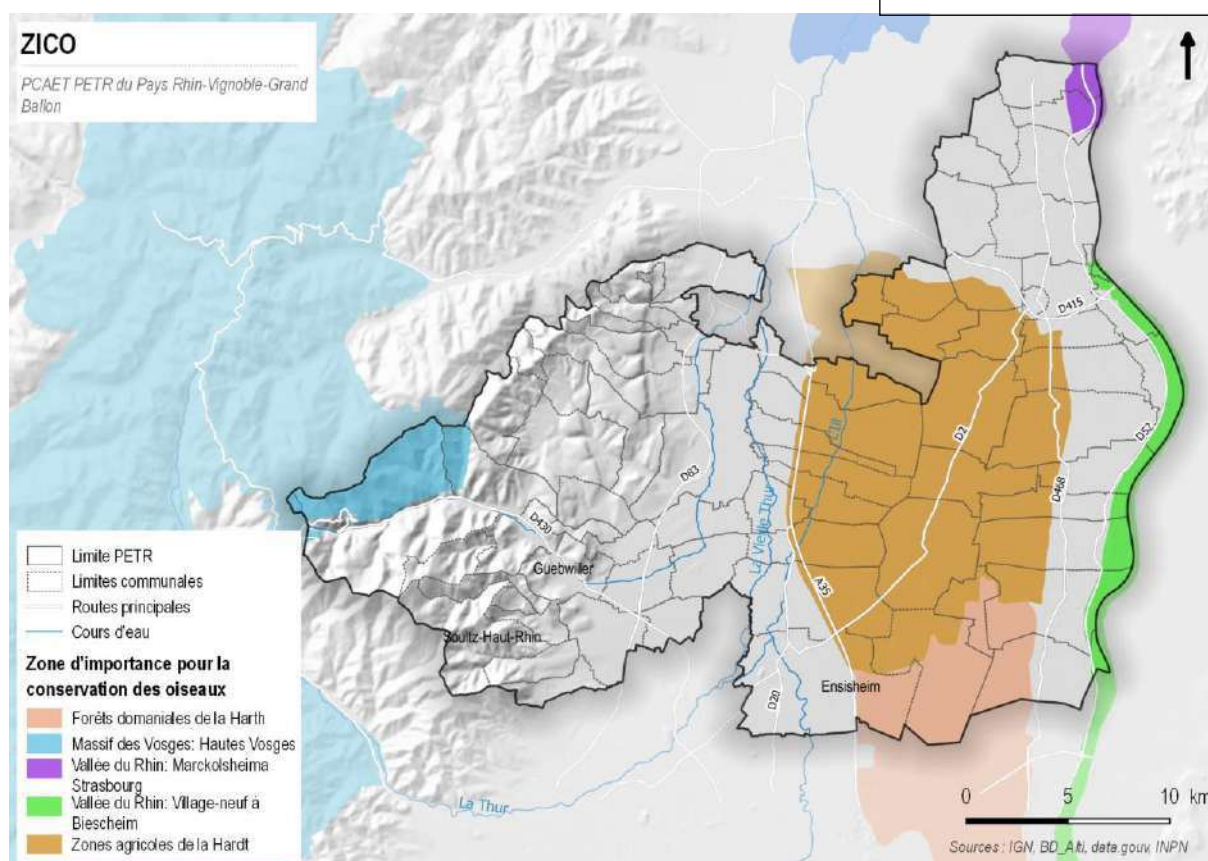 ZICO
PCAET PETR du Pays Rhin-Vignoble-Grand
Ballon
D415
D52
L'Ill
D2
D83
D468
La Vieille Thur
D430
Guebwiller
A35
Soultz-Haut-Rhin
Ensisheim
D20
La Thur
Limite PETR
Limites communales
Routes principales
Cours d'eau
Zone d'importance pour la
conservation des oiseaux
Forêts domaniales de la Harth
Massif des Vosges: Hautes Vosges
Vallée du Rhin: Marckolsheima
Strasbourg
Vallée du Rhin: Village-neuf à
Biescheim
Zones agricoles de la Hardt
0 5 10 km
Sources : IGN, BD_Alti, data.gouv, INPN